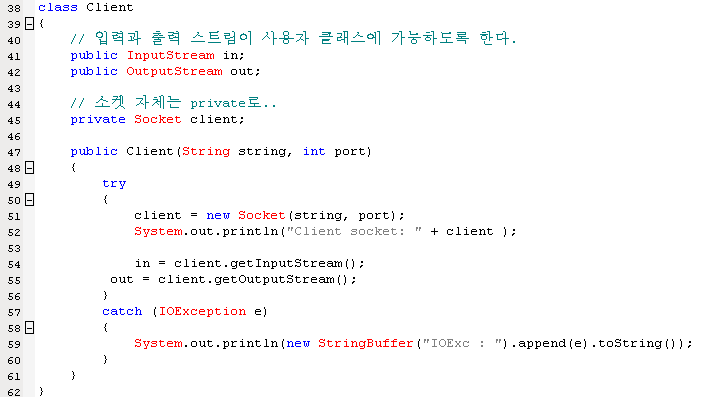 38 class Client
39 {
40 // 입력과 출력 스트림이 사용자 클래스에 가능하도록 한다.
41 public InputStream in;
42 public OutputStream out;
43
44 // 소켓 자체는 private로..
45 private Socket client;
46
47 public Client(String string, int port)
48 {
49 try
50 {
51 client = new Socket(string, port);
52 System.out.println("Client socket: " + client );
53
54 in = client.getInputStream();
55 out = client.getOutputStream();
56 }
57 catch (IOException e)
58 {
59 System.out.println(new StringBuffer("IOExc : ").append(e).toString());
60 }
61 }
62 }